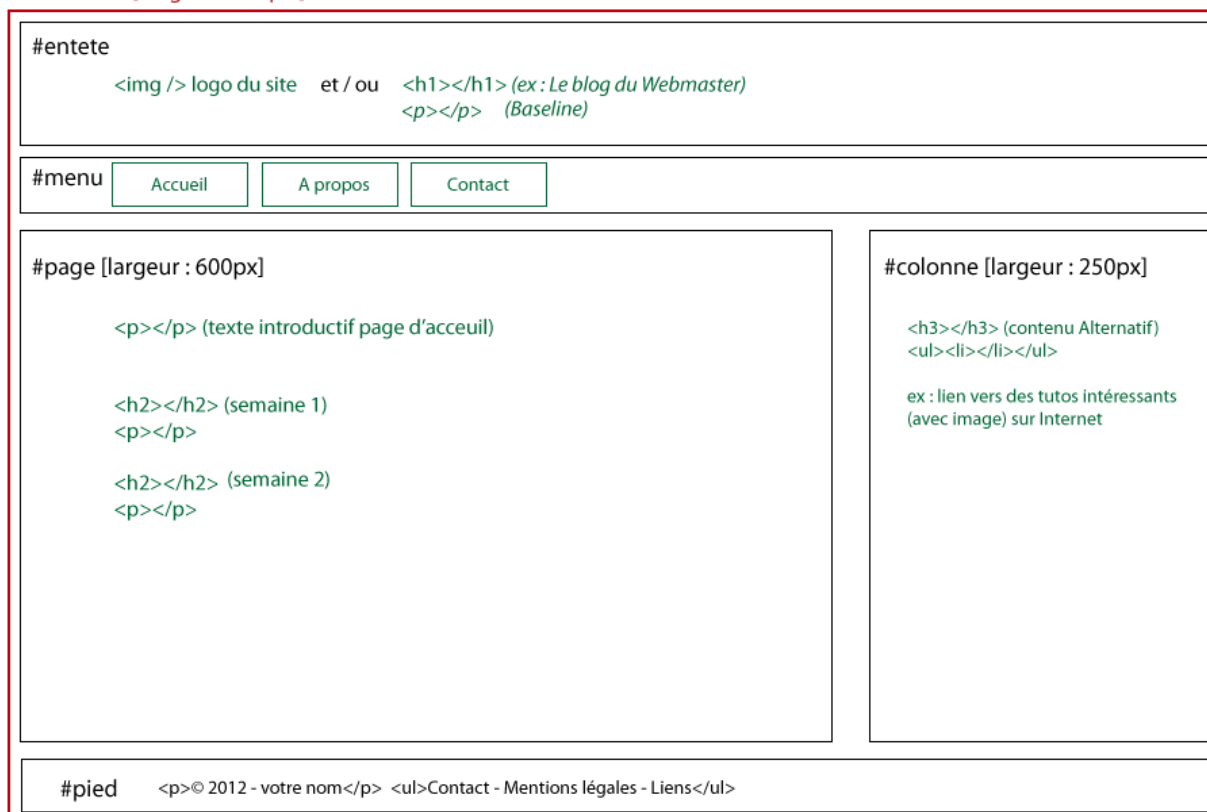 #entete
<img /> logo du site et / ou <h1></h1> (ex : Le blog du Webmaster)
<p></p> (Baseline)
#menu Accueil A propos Contact
#page [largeur : 600px]
<p></p> (texte introductif page d’acceuil)
<h2></h2> (semaine 1)
<p></p>
<h2></h2> (semaine 2)
<p></p>
#colonne [largeur : 250px]
<h3></h3> (contenu Alternatif)
<ul><li></li></ul>
ex : lien vers des tutos intéressants
(avec image) sur Internet
#pied <p>© 2012 - votre nom</p> <ul>Contact - Mentions légales - Liens</ul>